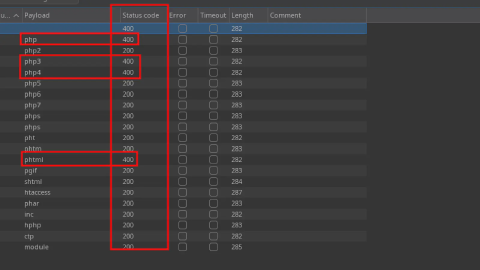 Payload Status code Error Timeout Length Comment
400 282
php 400 282
php2 200 283
php3 400 282
php4 400 282
php5 200 283
php6 200 283
php7 200 283
phps 200 283
phps 200 283
pht 200 282
phtm 200 283
phtml 400 282
pgif 200 283
shtml 200 284
htaccess 200 287
phar 200 283
inc 200 282
hphp 200 283
ctp 200 282
module 200 285